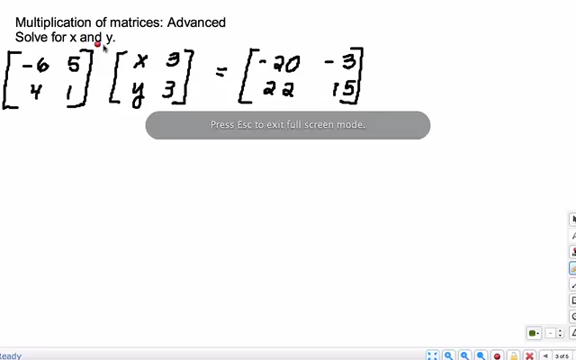 Multiplication of matrices: Advanced
Solve for x and y.
[-6 5] [x 3] = [-20 -3]
[4 1] [y 3] [22 15]
Press Esc to exit full screen mode.
Ready
3 of 5